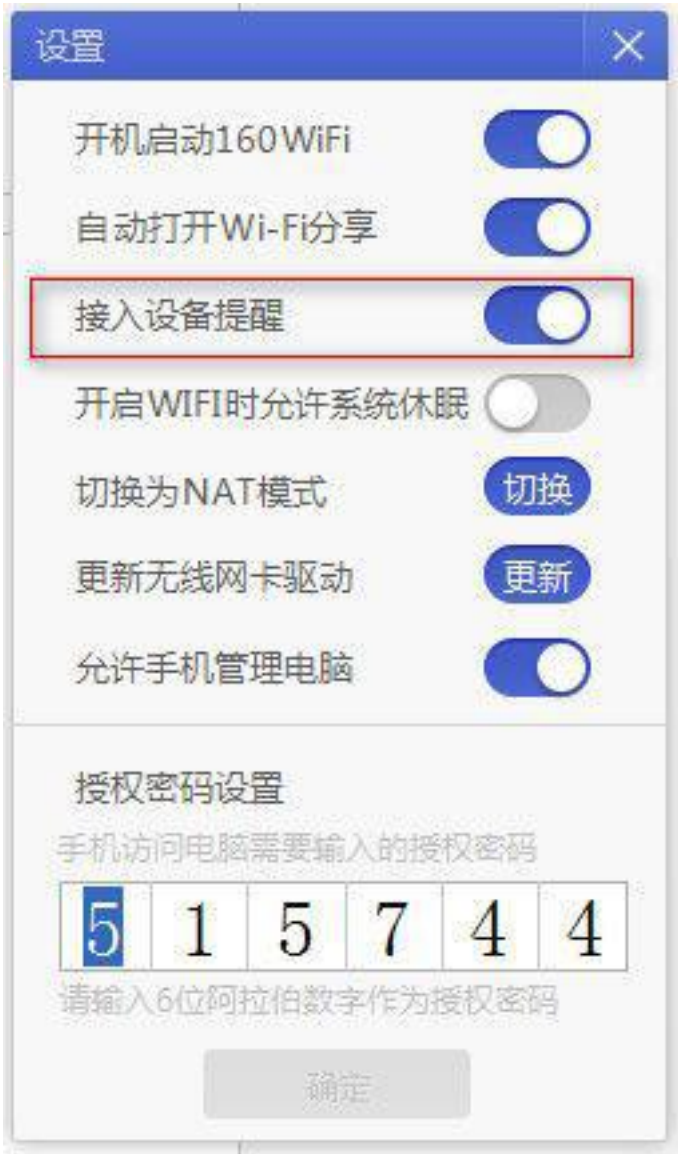 设置
开机启动160WiFi
自动打开Wi-Fi分享
接入设备提醒
开启WIFI时允许系统休眠
切换为NAT模式 切换
更新无线网卡驱动 更新
允许手机管理电脑
授权密码设置
手机访问电脑需要输入的授权密码
5 1 5 7 4 4
请输入6位阿拉伯数字作为授权密码
确定